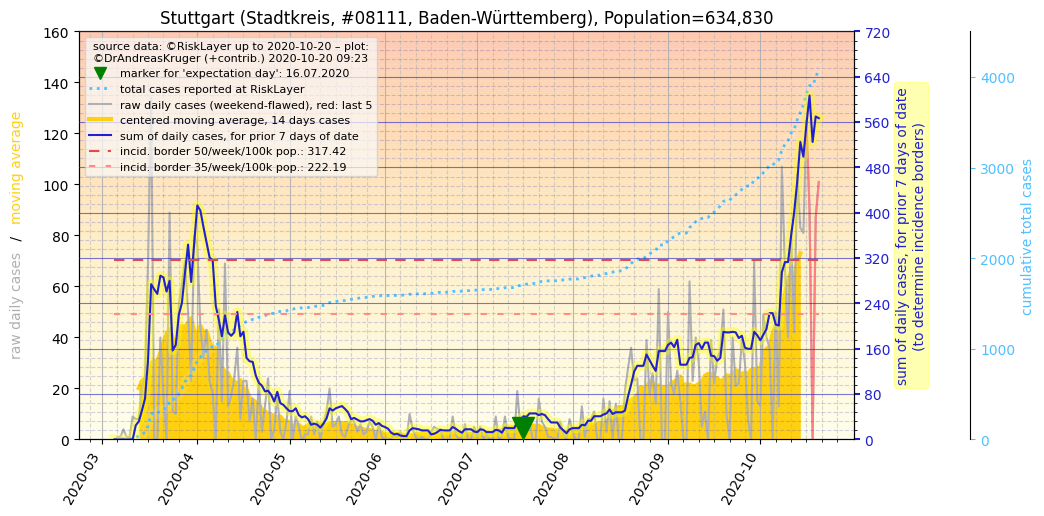 Stuttgart (Stadtkreis, #08111, Baden-Württemberg), Population=634,830
source data: ©RiskLayer up to 2020-10-20 – plot:
©DrAndreasKruger (+contrib.) 2020-10-20 09:23
marker for 'expectation day': 16.07.2020
total cases reported at RiskLayer
raw daily cases (weekend-flawed), red: last 5
centered moving average, 14 days cases
sum of daily cases, for prior 7 days of date
incid. border 50/week/100k pop.: 317.42
incid. border 35/week/100k pop.: 222.19
raw daily cases / moving average
160
140
120
100
80
60
40
20
0
2020-03
2020-04
2020-05
2020-06
2020-07
2020-08
2020-09
2020-10
720
640
560
480
400
320
240
160
80
0
sum of daily cases, for prior 7 days of date
(to determine incidence borders)
4000
3000
2000
1000
0
cumulative total cases